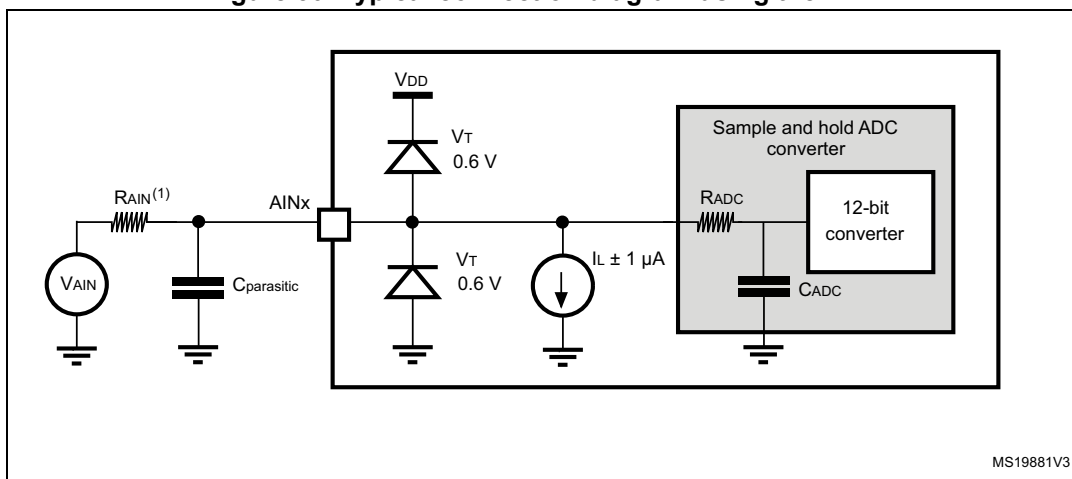 VDD
Sample and hold ADC
converter
VT
0.6 V
RAIN(1)
AINx
RADC
12-bit
converter
VT
0.6 V
IL ± 1 µA
VAIN
Cparasitic
CADC
MS19881V3